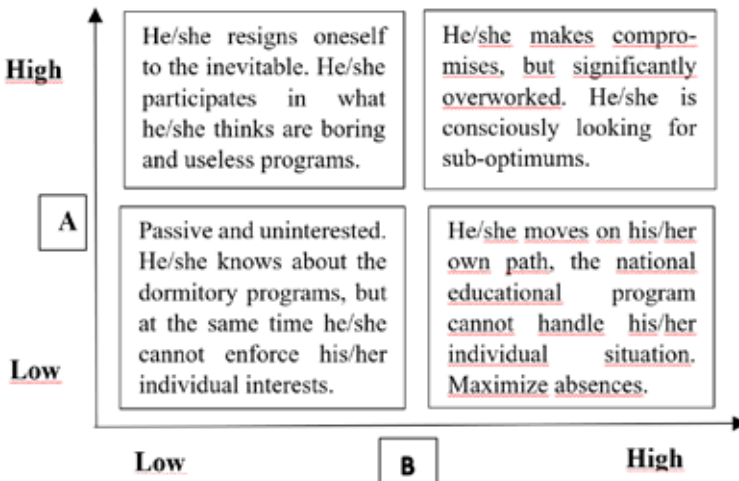 High
He/she resigns oneself
to the inevitable. He/she
participates in what
he/she thinks are boring
and useless programs.
He/she makes compro-
mises, but significantly
overworked. He/she is
consciously looking for
sub-optimums.
A
Low
Passive and uninterested.
He/she knows about the
dormitory programs, but
at the same time he/she
cannot enforce his/her
individual interests.
He/she moves on his/her
own path, the national
educational program
cannot handle his/her
individual situation.
Maximize absences.
Low
B
High